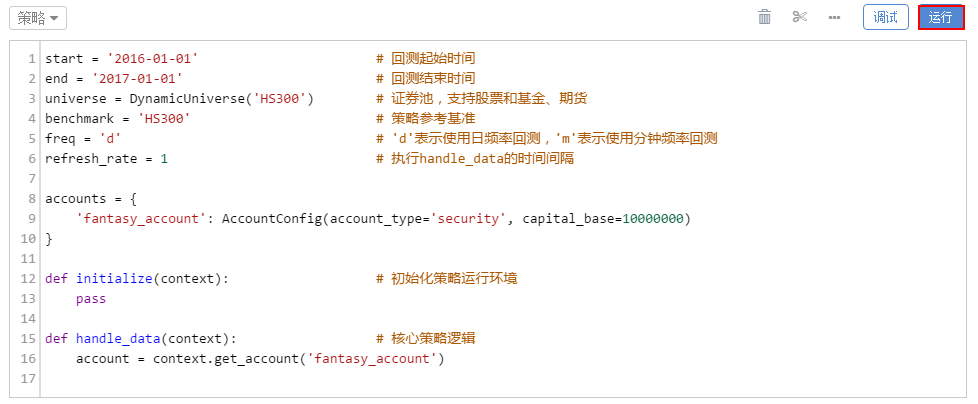 策略 调试 运行
1 start = '2016-01-01' # 回测起始时间
2 end = '2017-01-01' # 回测结束时间
3 universe = DynamicUniverse('HS300') # 证券池，支持股票和基金、期货
4 benchmark = 'HS300' # 策略参考基准
5 freq = 'd' # 'd'表示使用日频率回测，'m'表示使用分钟频率回测
6 refresh_rate = 1 # 执行handle_data的时间间隔
7
8 accounts = {
9 'fantasy_account': AccountConfig(account_type='security', capital_base=10000000)
10 }
11
12 def initialize(context): # 初始化策略运行环境
13 pass
14
15 def handle_data(context): # 核心策略逻辑
16 account = context.get_account('fantasy_account')
17